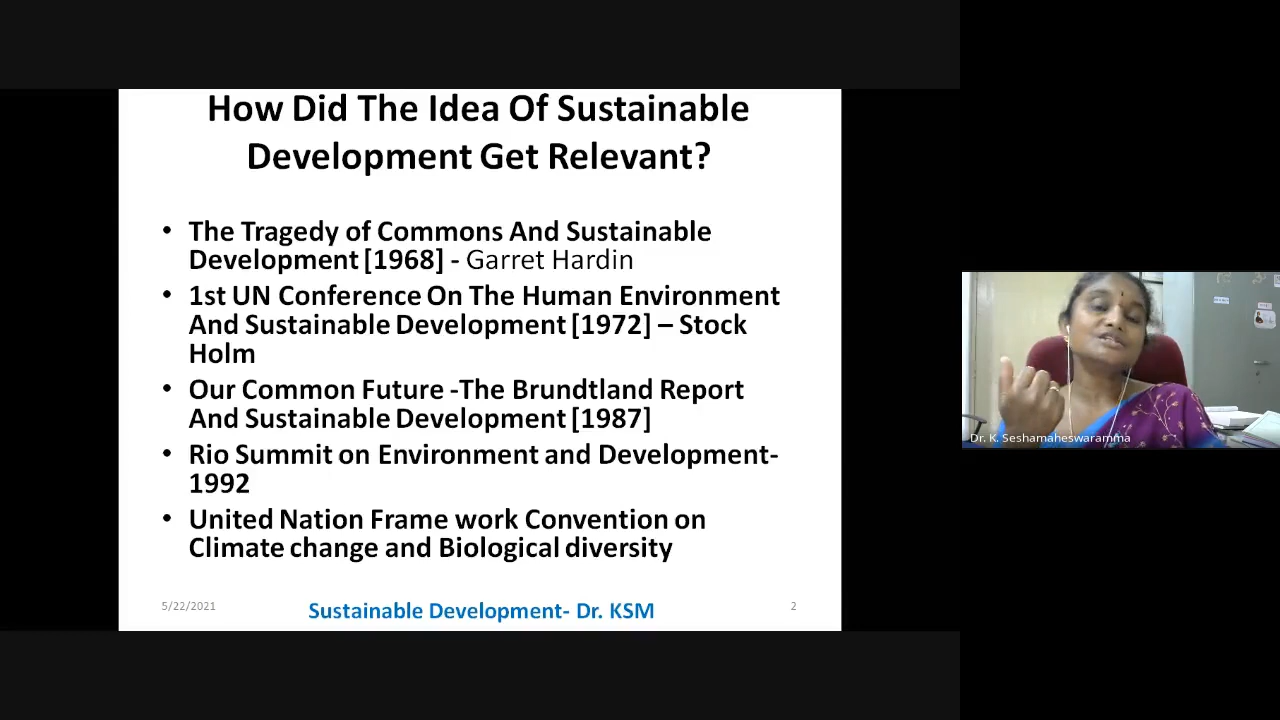 How Did The Idea Of Sustainable
Development Get Relevant?
• The Tragedy of Commons And Sustainable
Development [1968] - Garret Hardin
• 1st UN Conference On The Human Environment
And Sustainable Development [1972] – Stock
Holm
• Our Common Future -The Brundtland Report
And Sustainable Development [1987]
• Rio Summit on Environment and Development-
1992
• United Nation Frame work Convention on
Climate change and Biological diversity
5/22/2021
Sustainable Development- Dr. KSM
2
Dr. K. Seshamaheswaramma